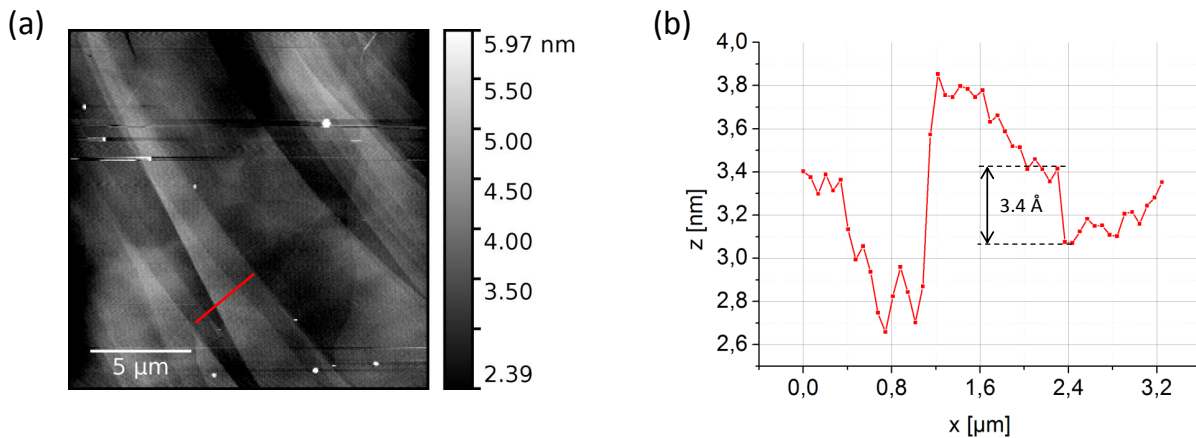 (a)
5.97 nm
5.50
5.00
4.50
4.00
3.50
2.39
5 µm
(b)
z [nm]
4,0
3,8
3,6
3,4
3,2
3,0
2,8
2,6
3.4 Å
0,0 0,8 1,6 2,4 3,2
x [µm]